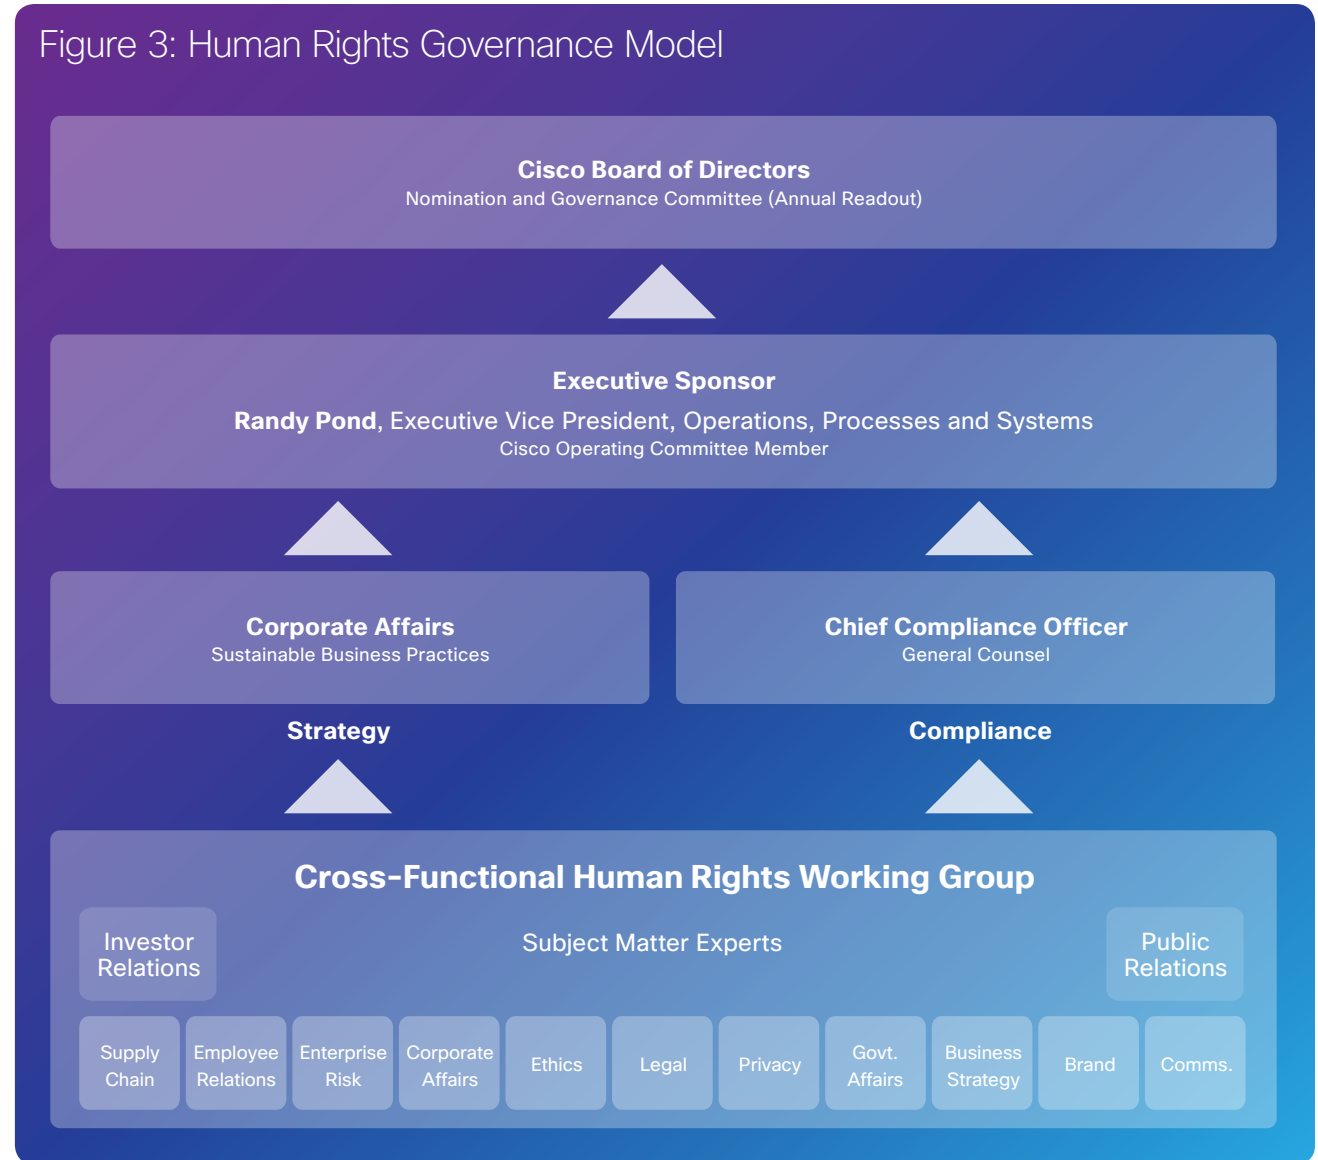 Figure 3: Human Rights Governance Model
Cisco Board of Directors
Nomination and Governance Committee (Annual Readout)
Executive Sponsor
Randy Pond, Executive Vice President, Operations, Processes and Systems
Cisco Operating Committee Member
Corporate Affairs
Sustainable Business Practices
Chief Compliance Officer
General Counsel
Strategy
Compliance
Cross-Functional Human Rights Working Group
Investor
Relations
Subject Matter Experts
Public
Relations
Supply
Chain
Employee
Relations
Enterprise
Risk
Corporate
Affairs
Ethics
Legal
Privacy
Govt.
Affairs
Business
Strategy
Brand
Comms.